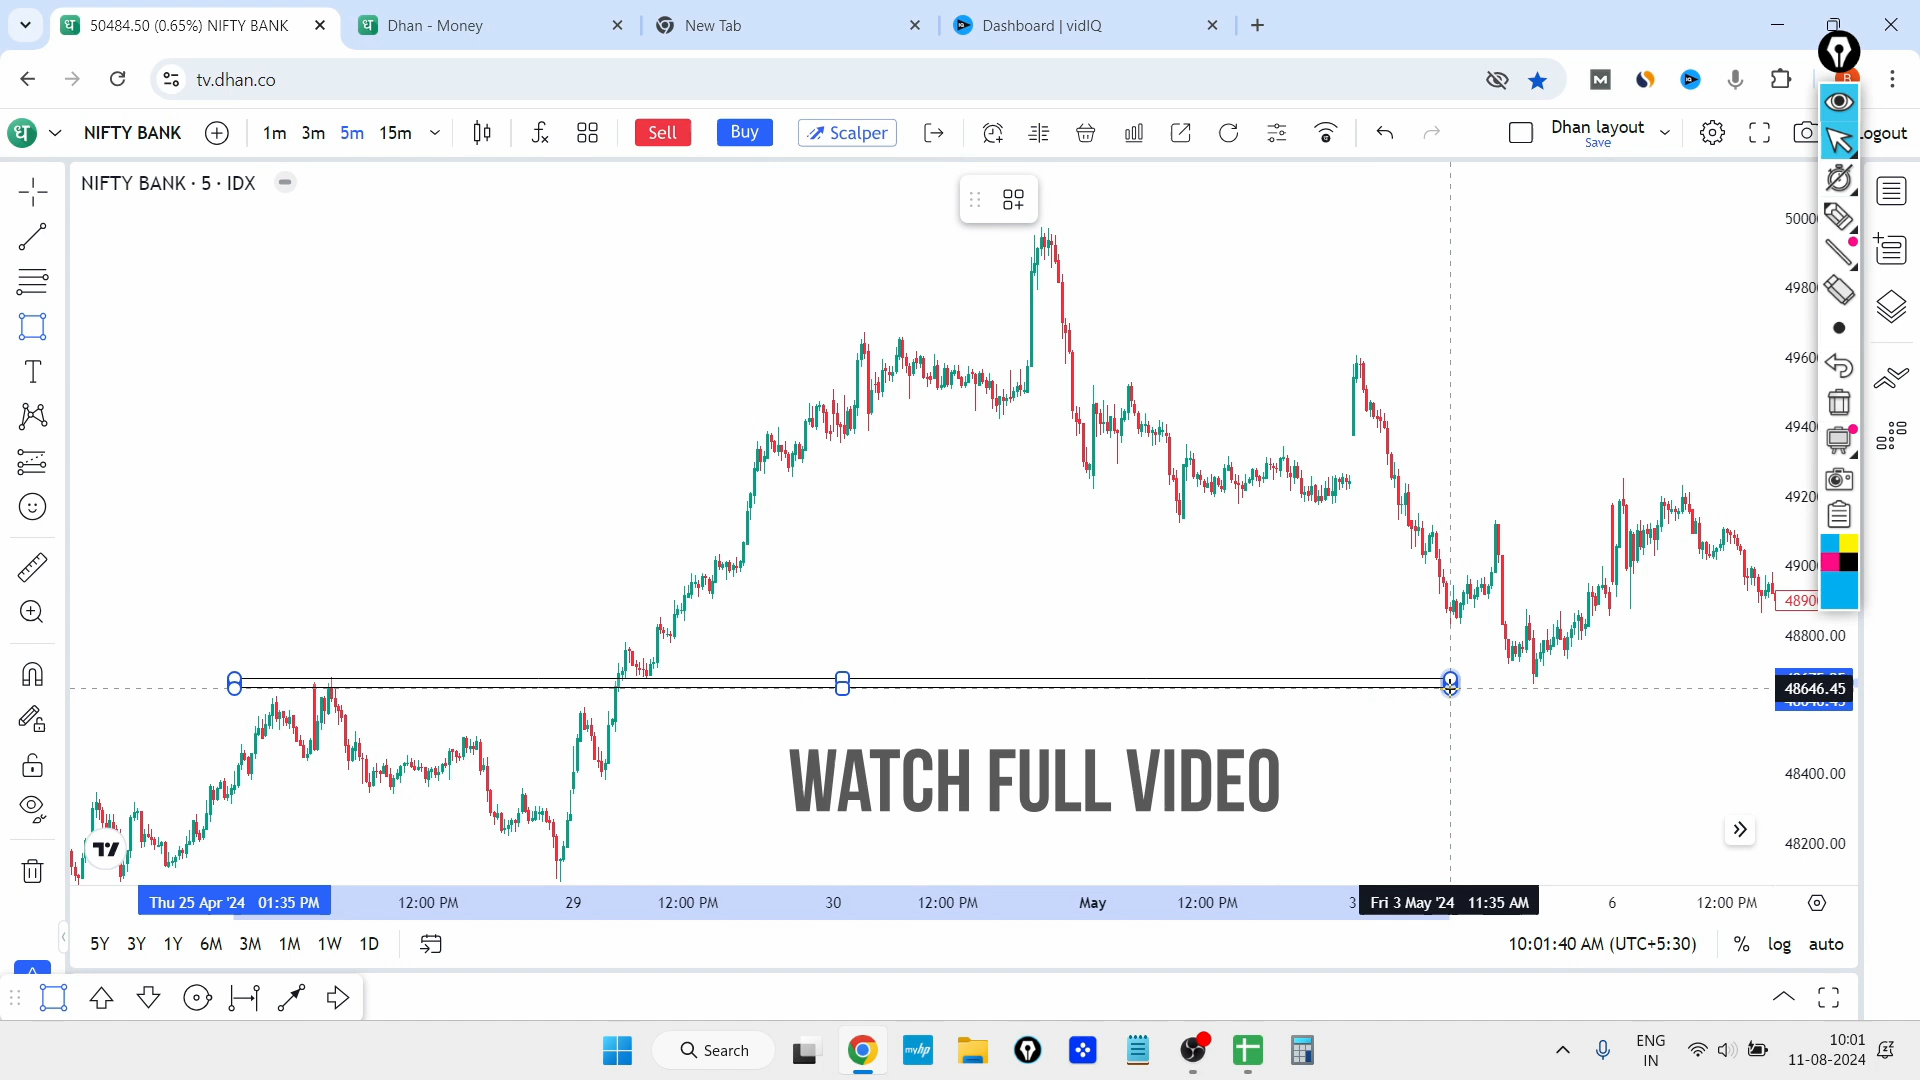 50484.50 (0.65%) NIFTY BANK
Dhan - Money
New Tab
Dashboard | vidIQ
tv.dhan.co
M
B
NIFTY BANK
1m 3m 5m 15m
Sell
Buy
Scalper
Dhan layout
Save
ogout
NIFTY BANK · 5 · IDX
48800.00
48646.45
48400.00
48200.00
WATCH FULL VIDEO
Thu 25 Apr '24 01:35 PM
12:00 PM
29
12:00 PM
30
12:00 PM
May
12:00 PM
3
Fri 3 May '24 11:35 AM
6
12:00 PM
5Y 3Y 1Y 6M 3M 1M 1W 1D
10:01:40 AM (UTC+5:30)
% log auto
Search
myhp
ENG
IN
10:01
11-08-2024